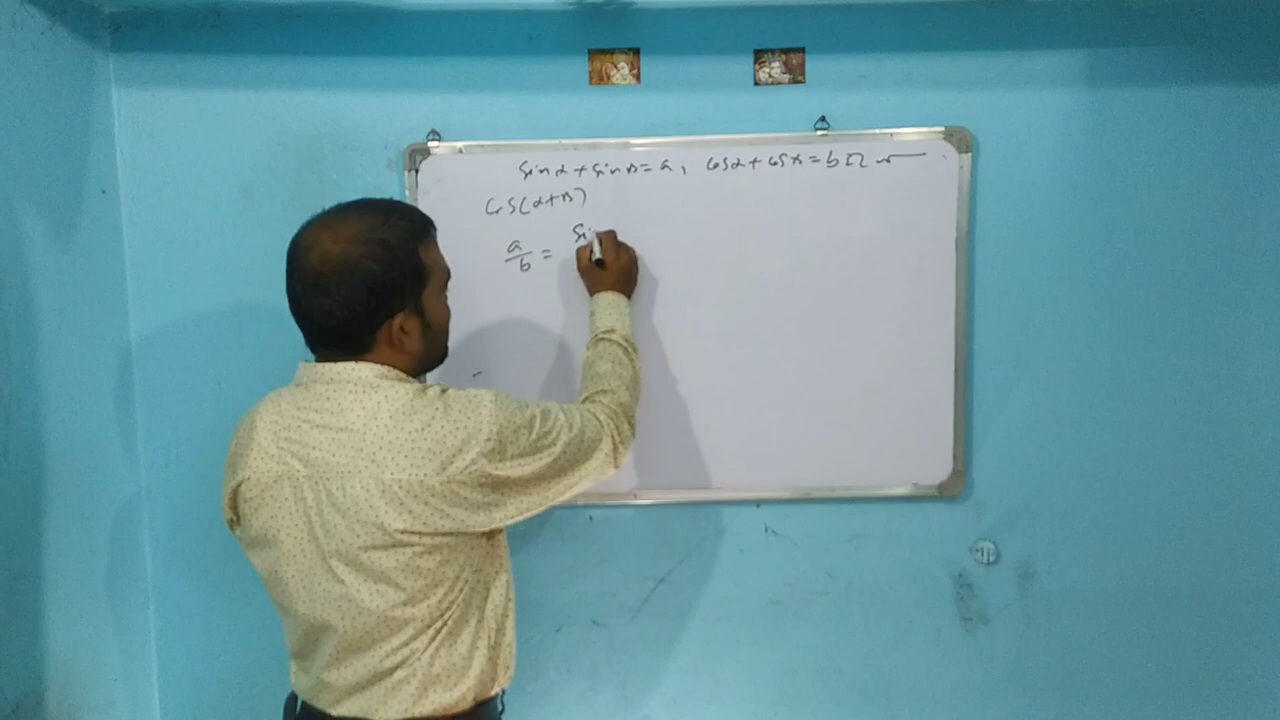 sinα + sinβ = a, cosα + cosβ = b
cos(α+β)
a/b = si